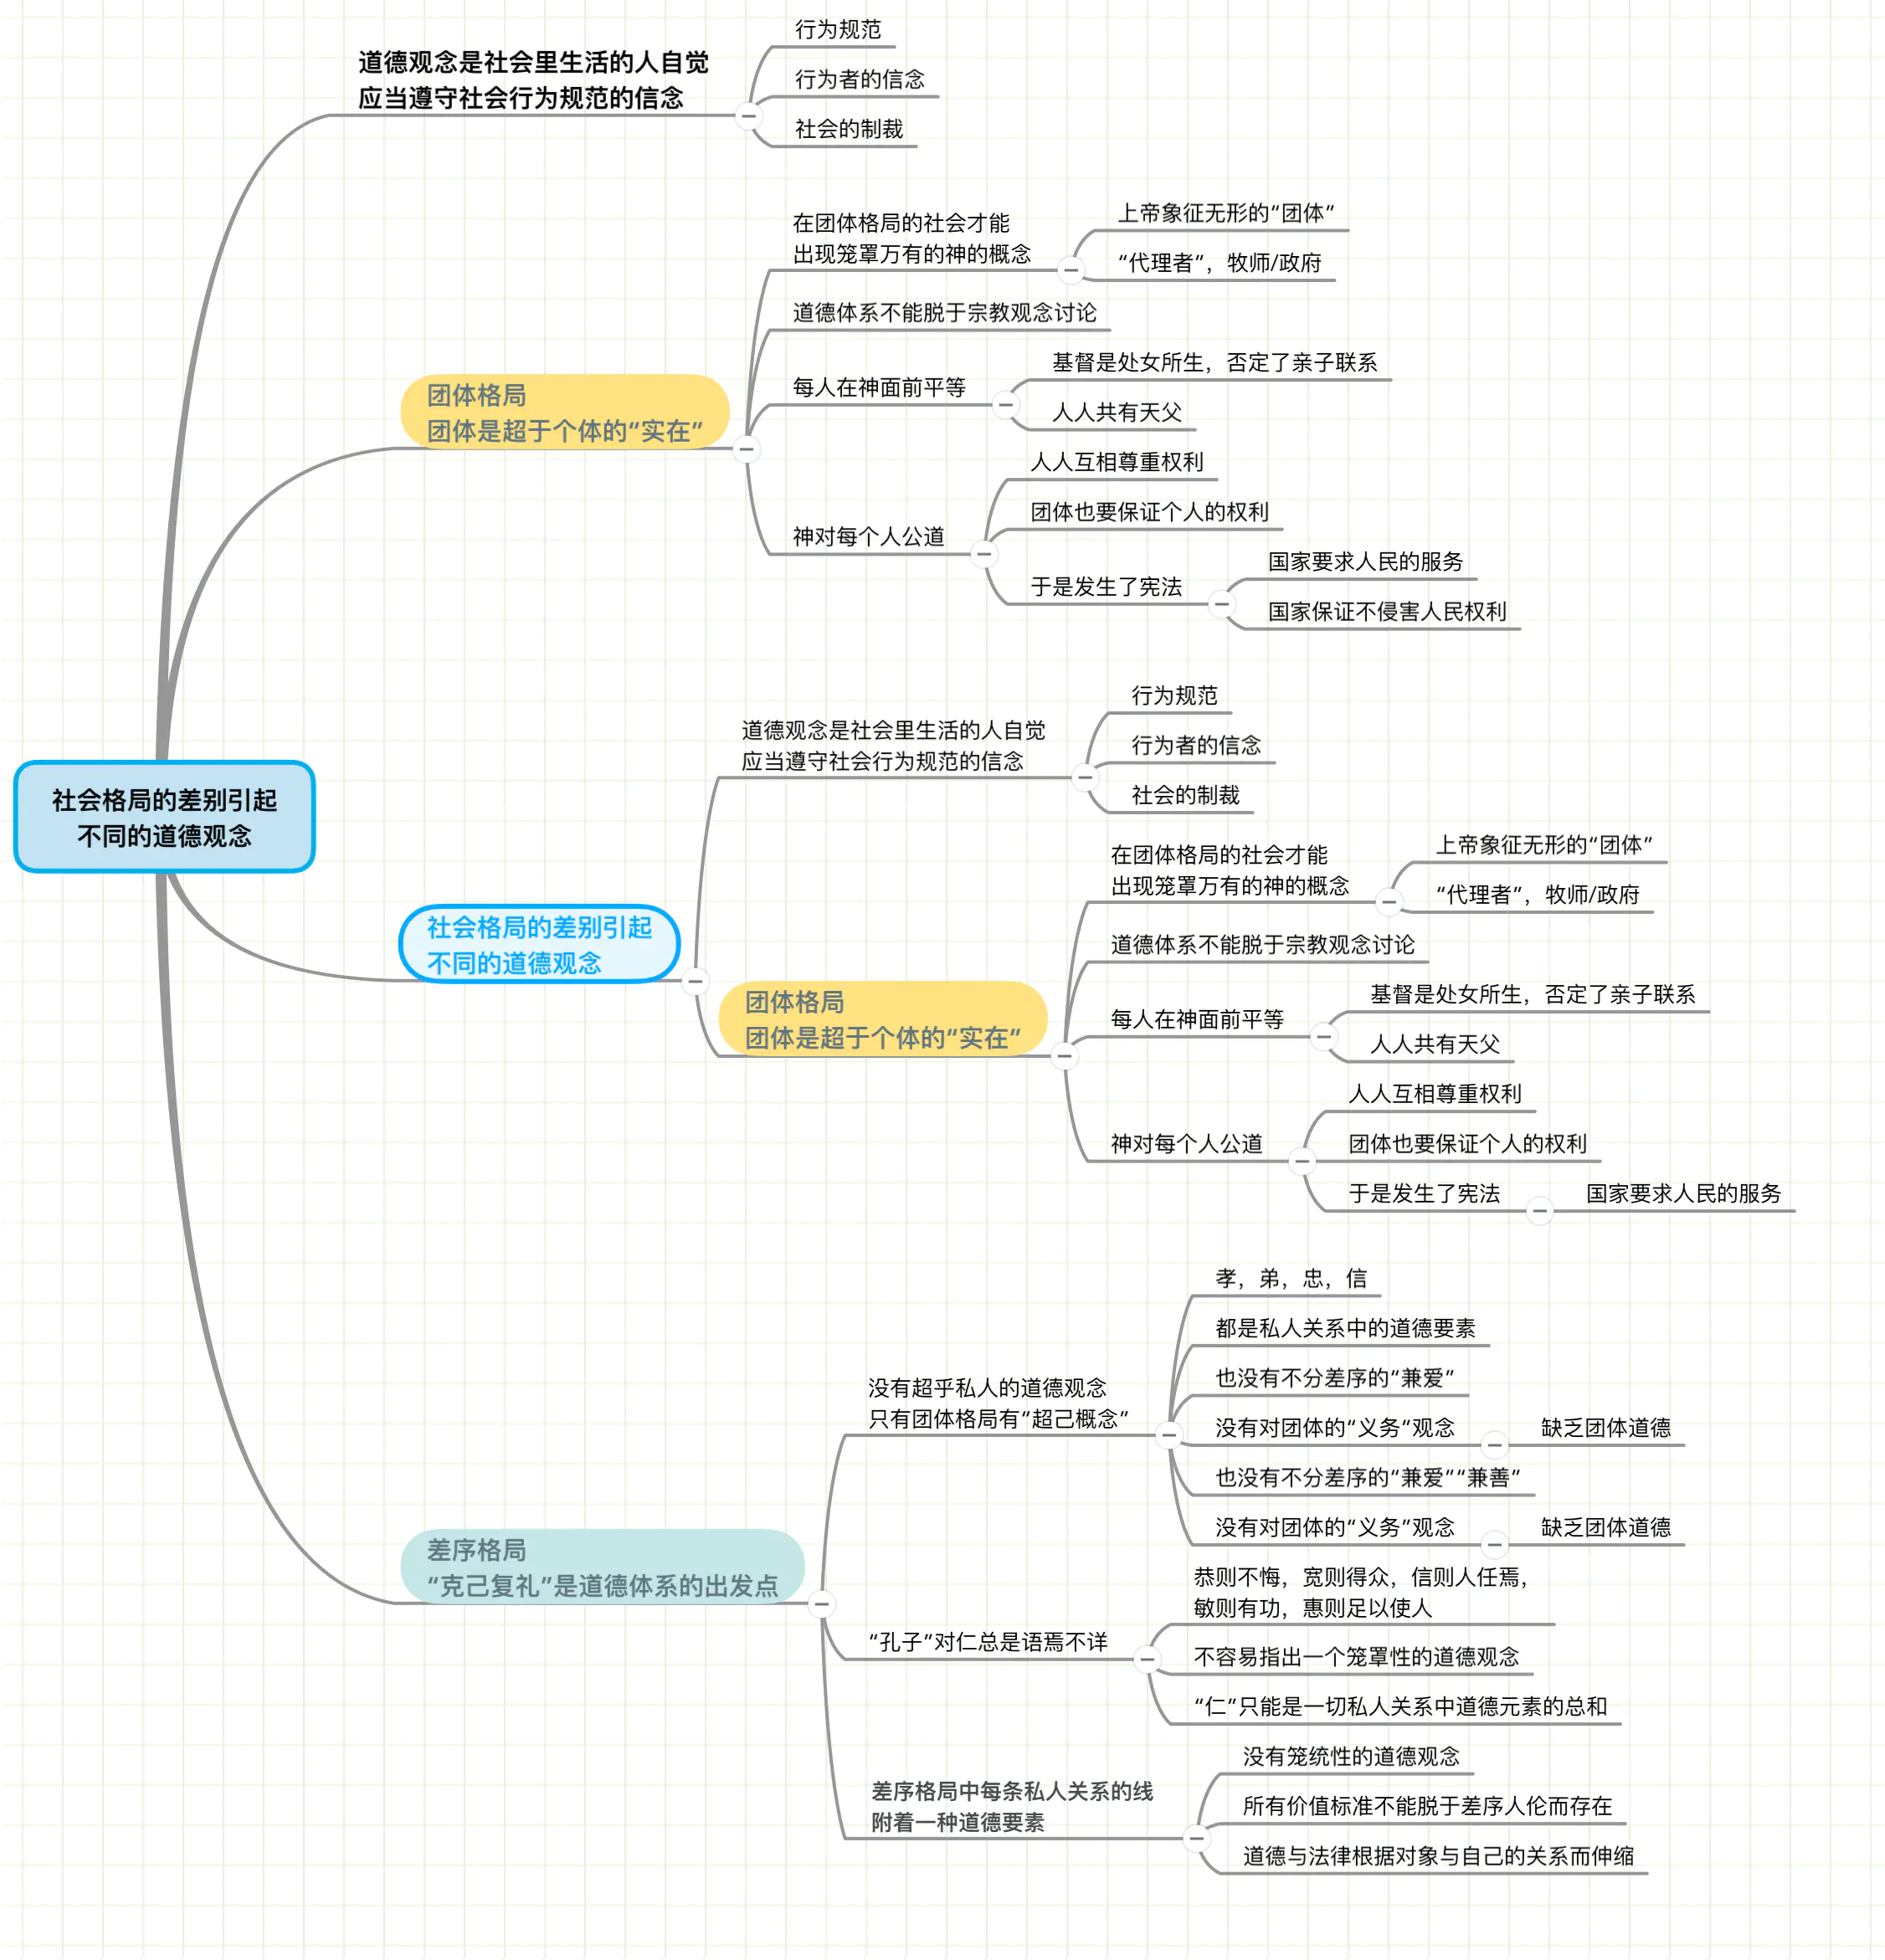 道德观念是社会里生活的人自觉
应当遵守社会行为规范的信念
行为规范
行为者的信念
社会的制裁
团体格局
团体是超于个体的“实在”
在团体格局的社会才能
出现笼罩万有的神的概念
上帝象征无形的“团体”
“代理者”，牧师/政府
道德体系不能脱于宗教观念讨论
每人在神面前平等
基督是处女所生，否定了亲子联系
人人共有天父
神对每个人公道
人人互相尊重权利
团体也要保证个人的权利
于是发生了宪法
国家要求人民的服务
国家保证不侵害人民权利
社会格局的差别引起
不同的道德观念
社会格局的差别引起
不同的道德观念
道德观念是社会里生活的人自觉
应当遵守社会行为规范的信念
行为规范
行为者的信念
社会的制裁
团体格局
团体是超于个体的“实在”
在团体格局的社会才能
出现笼罩万有的神的概念
上帝象征无形的“团体”
“代理者”，牧师/政府
道德体系不能脱于宗教观念讨论
每人在神面前平等
基督是处女所生，否定了亲子联系
人人共有天父
神对每个人公道
人人互相尊重权利
团体也要保证个人的权利
于是发生了宪法
国家要求人民的服务
差序格局
“克己复礼”是道德体系的出发点
没有超乎私人的道德观念
只有团体格局有“超己概念”
孝，弟，忠，信
都是私人关系中的道德要素
也没有不分差序的“兼爱”
没有对团体的“义务”观念
缺乏团体道德
也没有不分差序的“兼爱”“兼善”
没有对团体的“义务”观念
缺乏团体道德
“孔子”对仁总是语焉不详
恭则不悔，宽则得众，信则人任焉，
敏则有功，惠则足以使人
不容易指出一个笼罩性的道德观念
“仁”只能是一切私人关系中道德元素的总和
差序格局中每条私人关系的线
附着一种道德要素
没有笼统性的道德观念
所有价值标准不能脱于差序人伦而存在
道德与法律根据对象与自己的关系而伸缩